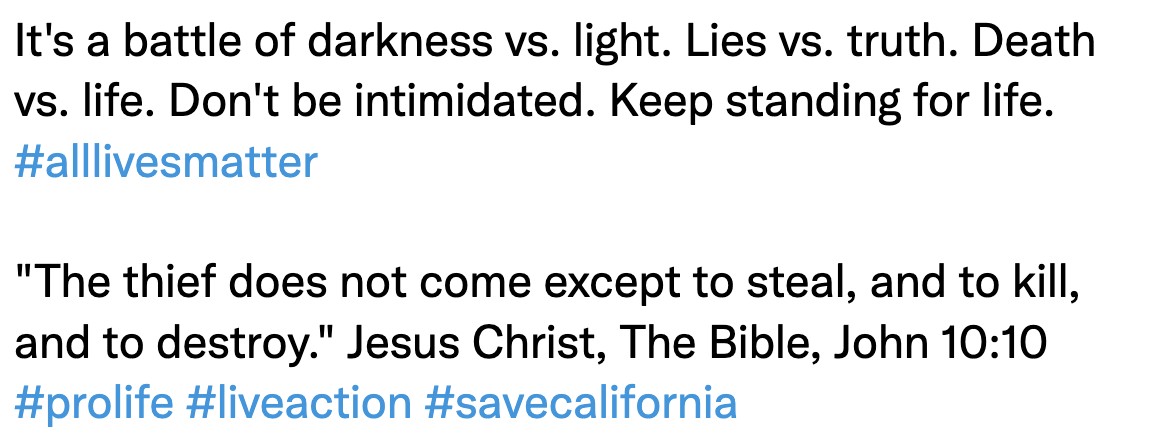 It's a battle of darkness vs. light. Lies vs. truth. Death
vs. life. Don't be intimidated. Keep standing for life.
#alllivesmatter
"The thief does not come except to steal, and to kill,
and to destroy." Jesus Christ, The Bible, John 10:10
#prolife #liveaction #savecalifornia